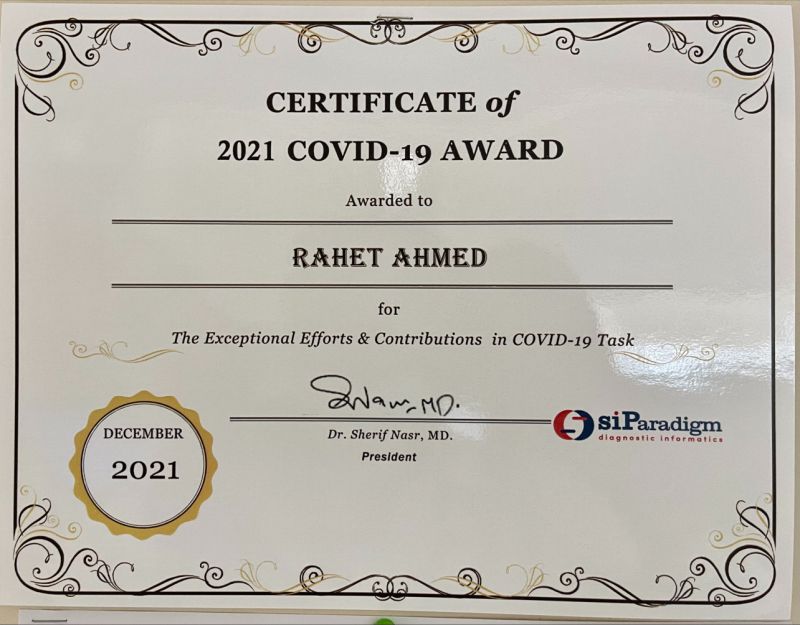 CERTIFICATE of
2021 COVID-19 AWARD
Awarded to
RAHET AHMED
for
The Exceptional Efforts & Contributions in COVID-19 Task
S Nasr, MD.
Dr. Sherif Nasr, MD.
President
siParadigm
diagnostic informatics
DECEMBER
2021